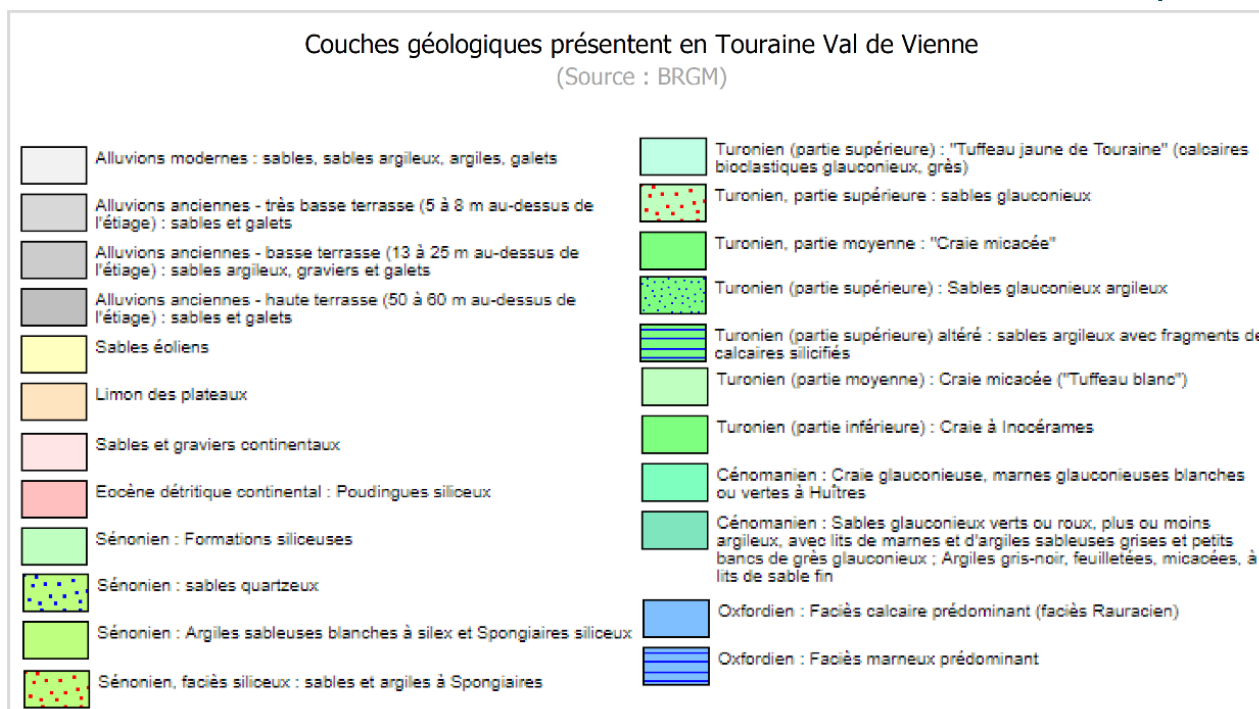 Couches géologiques présentent en Touraine Val de Vienne
(Source : BRGM)
Alluvions modernes : sables, sables argileux, argiles, galets
Alluvions anciennes - très basse terrasse (5 à 8 m au-dessus de
l'étiage) : sables et galets
Alluvions anciennes - basse terrasse (13 à 25 m au-dessus de
l'étiage) : sables argileux, graviers et galets
Alluvions anciennes - haute terrasse (50 à 60 m au-dessus de
l'étiage) : sables et galets
Sables éoliens
Limon des plateaux
Sables et graviers continentaux
Eocène détritique continental : Poudingues siliceux
Sénonien : Formations siliceuses
Sénonien : sables quartzeux
Sénonien : Argiles sableuses blanches à silex et Spongiaires siliceux
Sénonien, faciès siliceux : sables et argiles à Spongiaires
Turonien (partie supérieure) : "Tuffeau jaune de Touraine" (calcaires
bioclastiques glauconieux, grès)
Turonien, partie supérieure : sables glauconieux
Turonien, partie moyenne : "Craie micacée"
Turonien (partie supérieure) : Sables glauconieux argileux
Turonien (partie supérieure) altéré : sables argileux avec fragments de
calcaires silicifiés
Turonien (partie moyenne) : Craie micacée ("Tuffeau blanc")
Turonien (partie inférieure) : Craie à Inocérames
Cénomanien : Craie glauconieuse, marnes glauconieuses blanches
ou vertes à Huîtres
Cénomanien : Sables glauconieux verts ou roux, plus ou moins
argileux, avec lits de marnes et d'argiles sableuses grises et petits
bancs de grès glauconieux ; Argiles gris-noir, feuilletées, micacées, à
lits de sable fin
Oxfordien : Faciès calcaire prédominant (faciès Rauracien)
Oxfordien : Faciès marneux prédominant